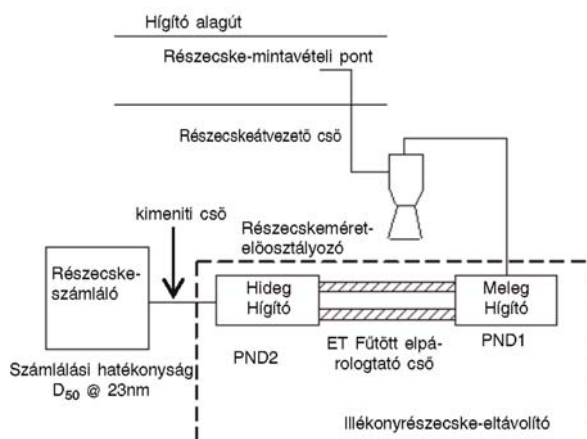 Hígító alagút
Részecske-mintavételi pont
Részecskeátvezető cső
kimeniti cső
Részecskeméret-
elöosztályozó
Részecske-
számláló
Hideg
Hígító
Meleg
Hígító
ET Fűtött elpá-
rologtató cső
PND1
PND2
Számlálási hatékonyság
D50 @ 23nm
Illékonyrészecske-eltávolító